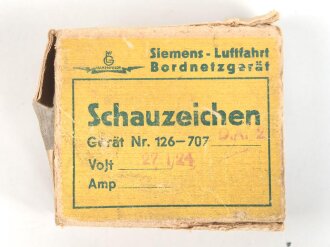 Siemens - Luftfahrt
Bordnetzgerät
Schauzeichen
Gerät Nr. 126-707
Volt 27 / 24
Amp